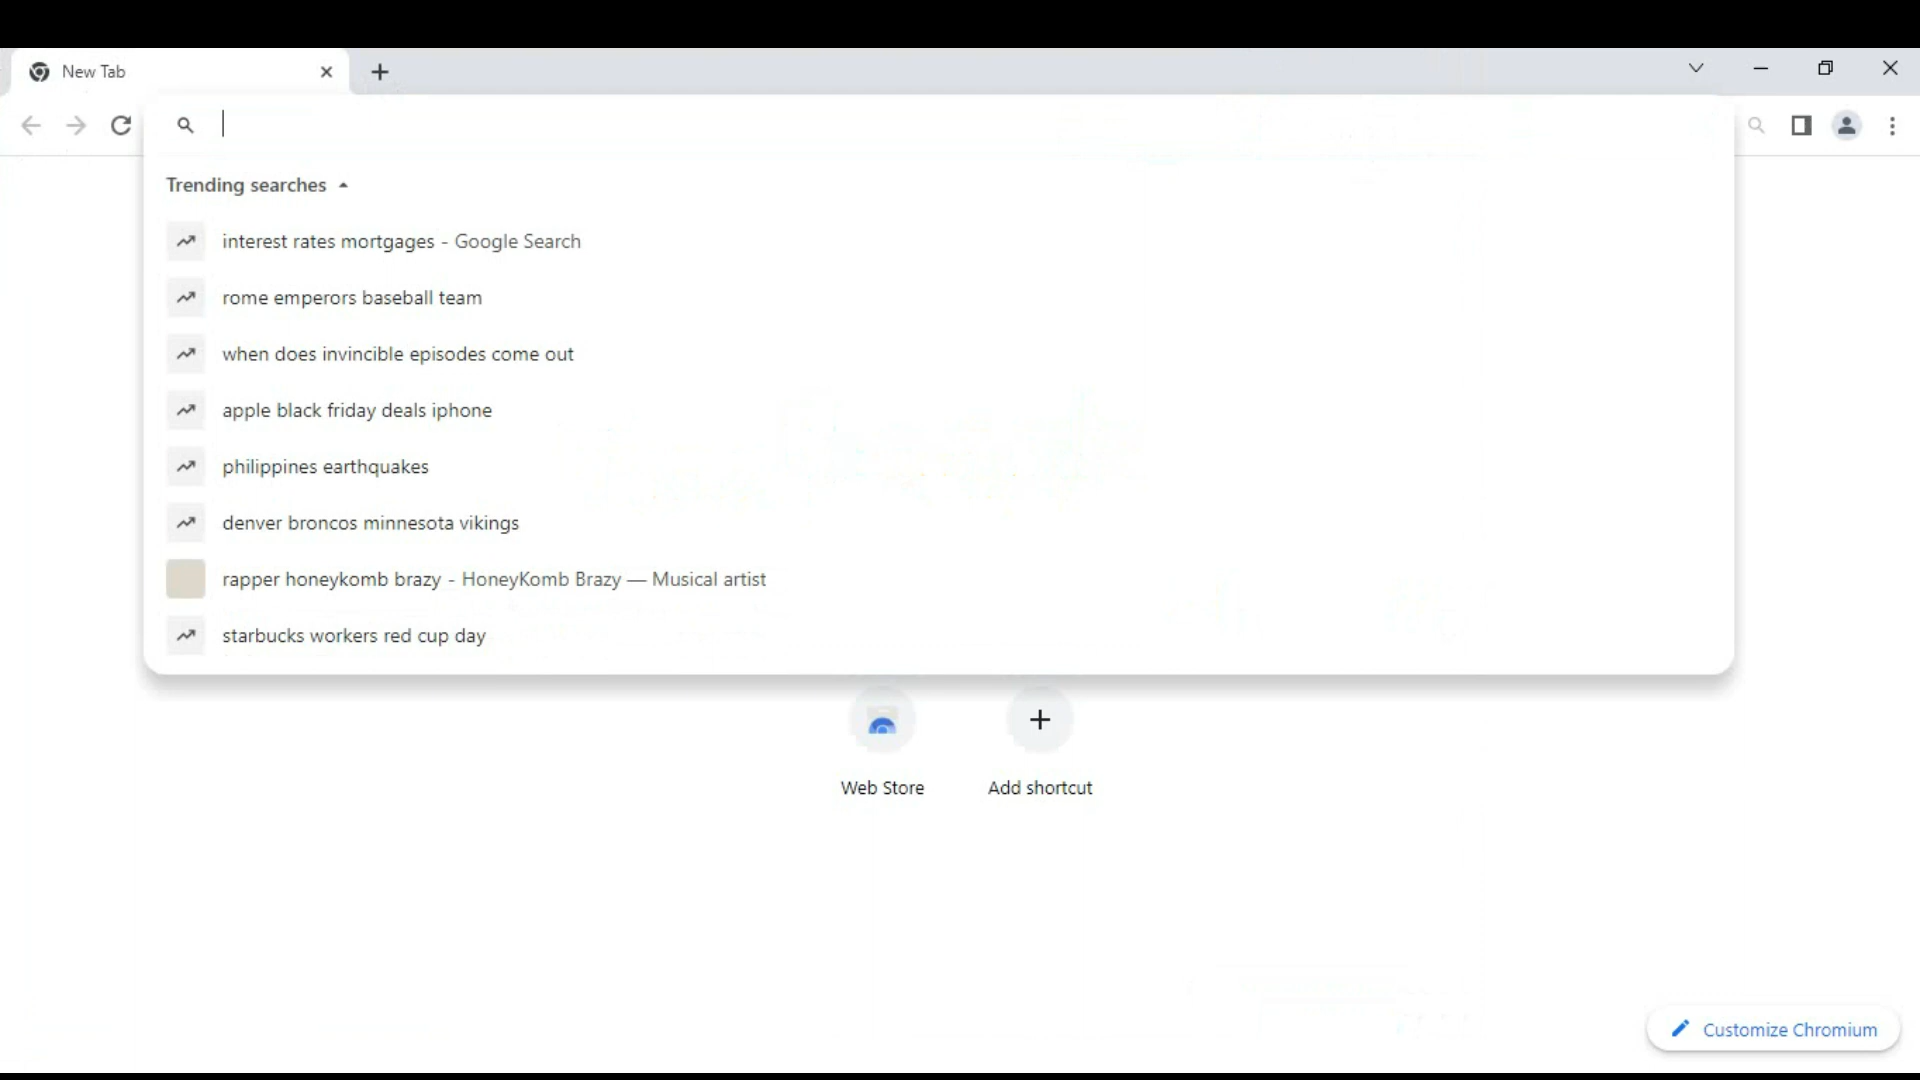 New Tab
Trending searches
interest rates mortgages - Google Search
rome emperors baseball team
when does invincible episodes come out
apple black friday deals iphone
philippines earthquakes
denver broncos minnesota vikings
rapper honeykomb brazy - HoneyKomb Brazy — Musical artist
starbucks workers red cup day
Web Store
Add shortcut
Customize Chromium